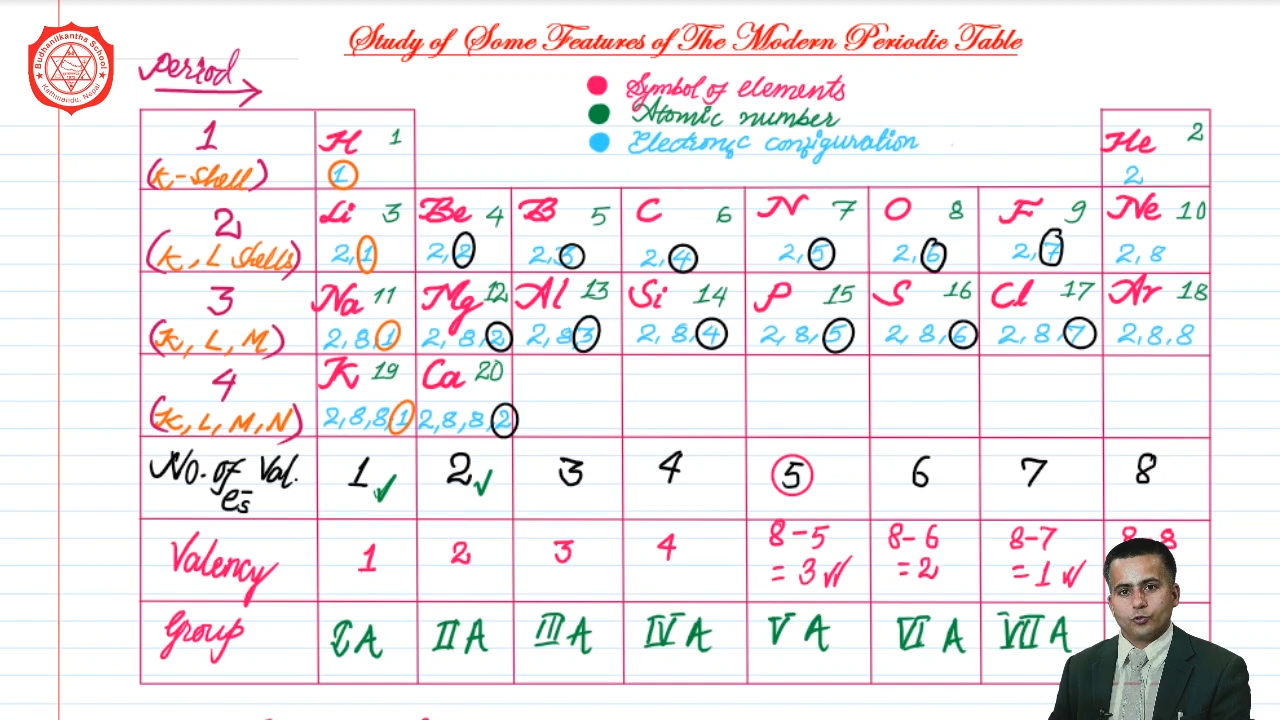 Study of Some Features of The Modern Periodic Table
Budhanilkantha School
Kathmandu, Nepal
Period
Symbol of elements
Atomic number
Electronic configuration
1 H 1 He 2
(K-Shell) 1 2
2 Li 3 Be 4 B 5 C 6 N 7 O 8 F 9 Ne 10
(K, L Shells) 2,1 2,2 2,3 2,4 2,5 2,6 2,7 2,8
3 Na 11 Mg 12 Al 13 Si 14 P 15 S 16 Cl 17 Ar 18
(K, L, M) 2,8,1 2,8,2 2,8,3 2,8,4 2,8,5 2,8,6 2,8,7 2,8,8
4 K 19 Ca 20
(K, L, M, N) 2,8,8,1 2,8,8,2
No. of Val. 1 2 3 4 5 6 7 8
e-s
Valency 1 2 3 4 8-5 8-6 8-7 8-8
= 3 = 2 = 1
Group IA IIA IIIA IVA VA VIA VIIA